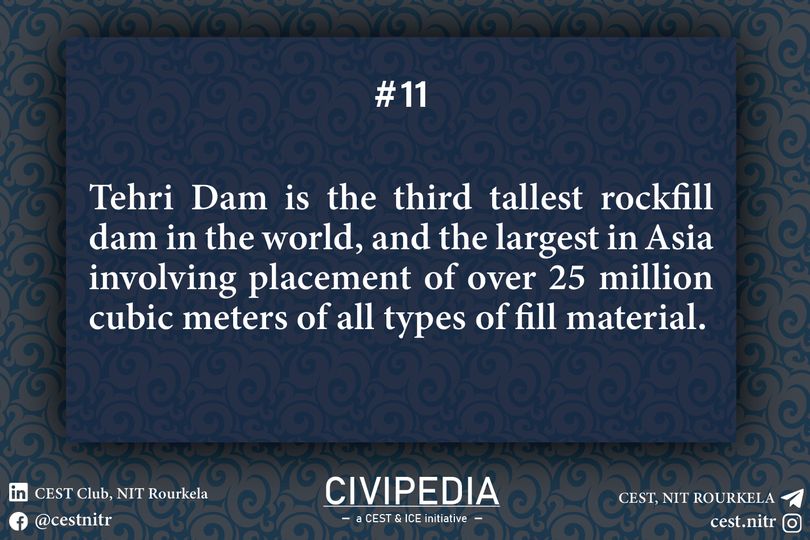 #11
Tehri Dam is the third tallest rockfill
dam in the world, and the largest in Asia
involving placement of over 25 million
cubic meters of all types of fill material.
CEST Club, NIT Rourkela
@cestnitr
CIVIPEDIA
– a CEST & ICE initiative –
CEST, NIT ROURKELA
cest.nitr